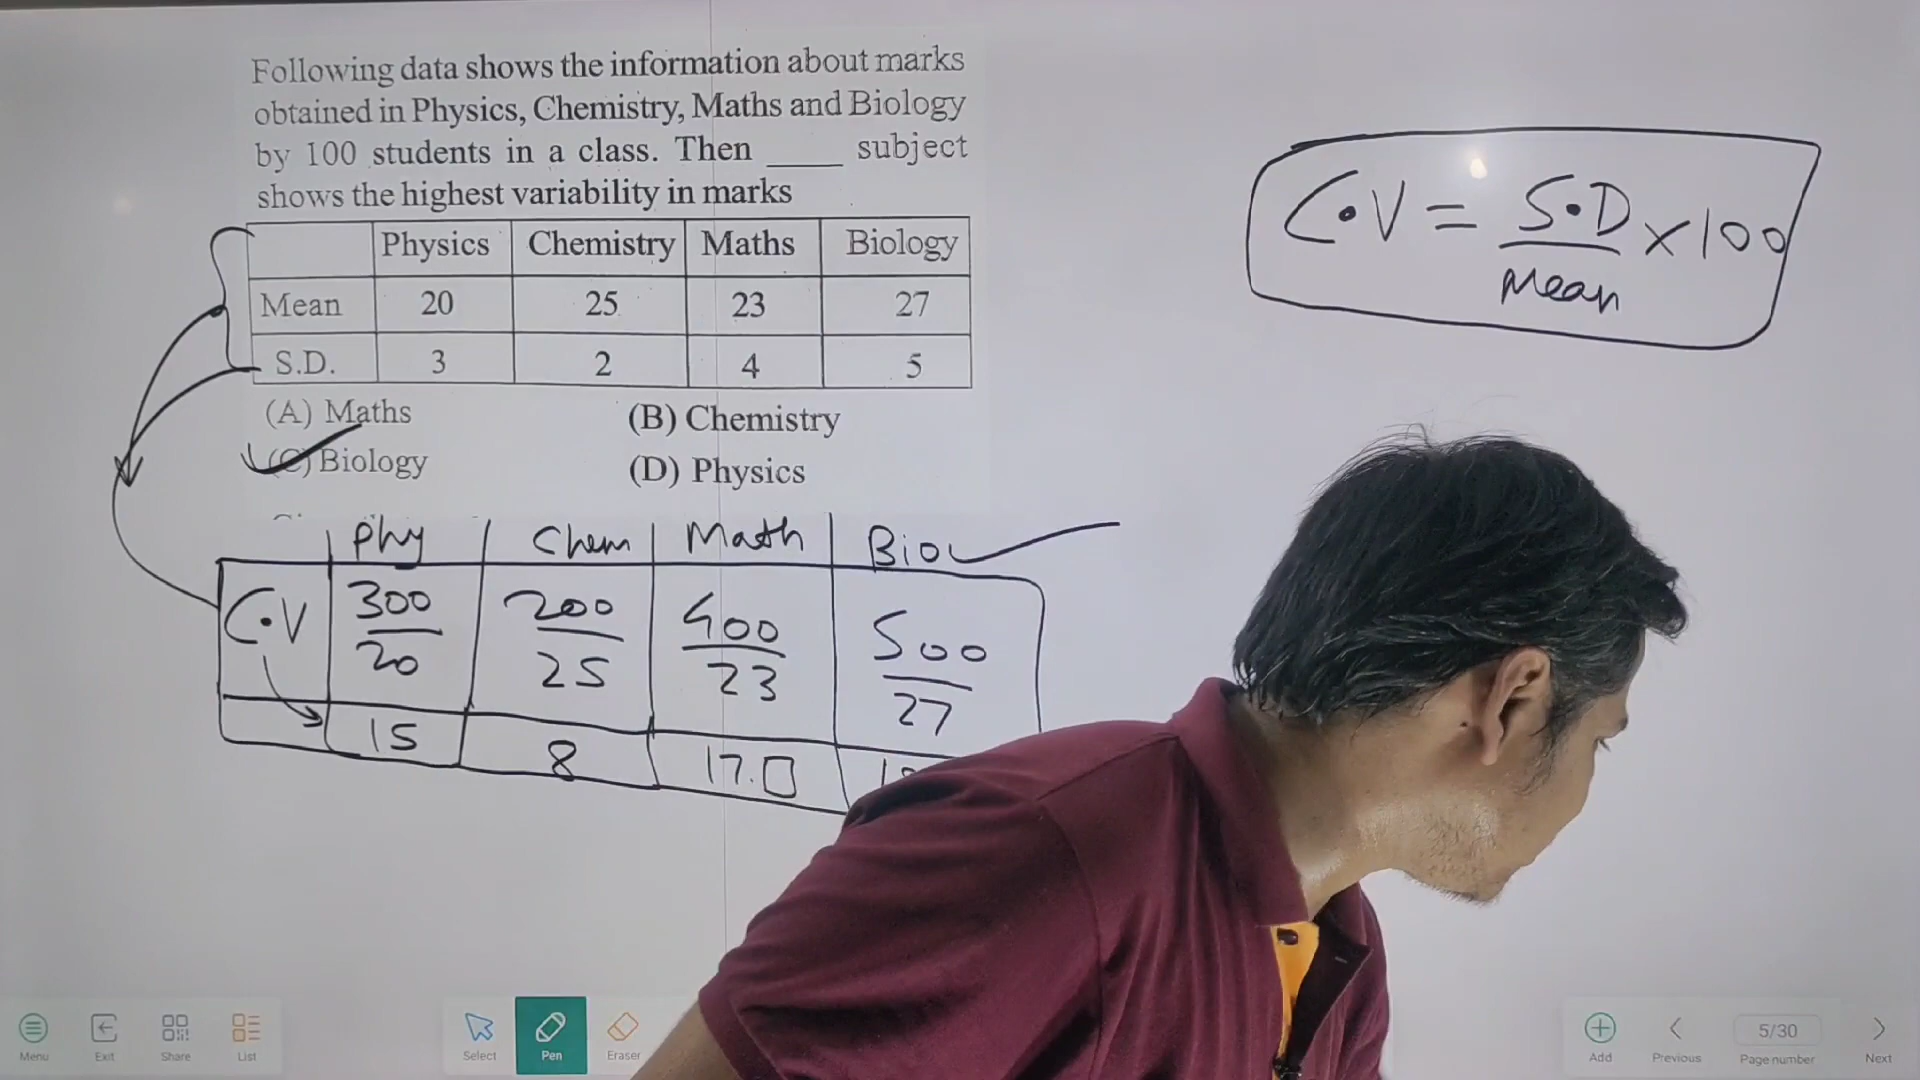 Following data shows the information about marks
obtained in Physics, Chemistry, Maths and Biology
by 100 students in a class. Then ____ subject
shows the highest variability in marks
Physics Chemistry Maths Biology
Mean 20 25 23 27
S.D. 3 2 4 5
(A) Maths (B) Chemistry
(C) Biology (D) Physics
C.V = S.D / Mean × 100
Phy Chem Math Bio
C.V 300/20 200/25 400/23 500/27
15 8 17.
Menu Exit Share List Select Pen Eraser Add Previous 5/30 Page number Next